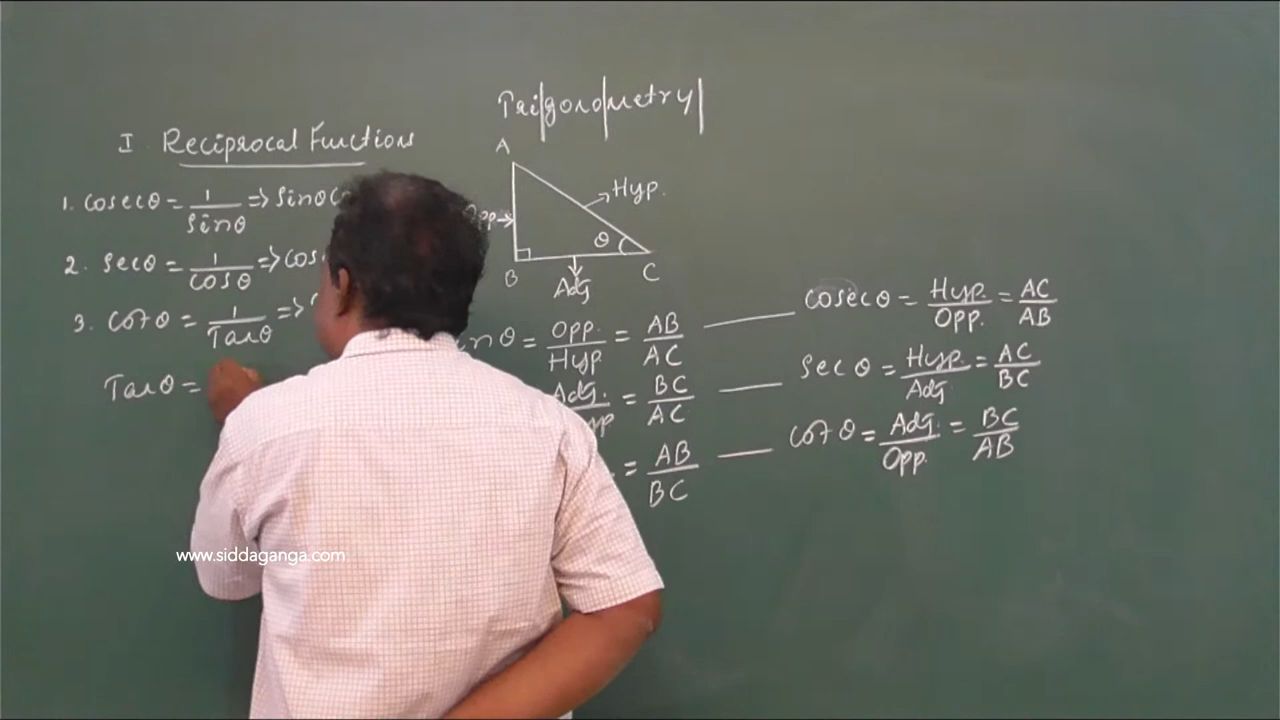 Trigonometry
I. Reciprocal Functions
1. Cosecθ = 1/Sinθ => Sinθ
2. Secθ = 1/Cosθ => Cos
3. Cotθ = 1/Tanθ =>
Tanθ =
A
Hyp.
θ
B
C
Adj
nθ = Opp./Hyp = AB/AC — Cosecθ = Hyp./Opp. = AC/AB
Adj. = BC/AC — Secθ = Hyp/Adj. = AC/BC
= AB/BC — Cotθ = Adj./Opp. = BC/AB
www.siddaganga.com